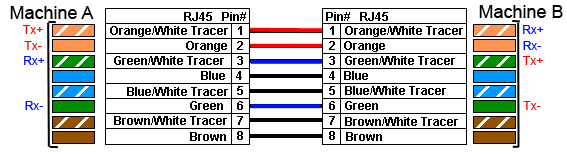 Machine A Machine B
RJ45 Pin# Pin# RJ45
Tx+ Orange/White Tracer 1 1 Orange/White Tracer Rx+
Tx- Orange 2 2 Orange Rx-
Rx+ Green/White Tracer 3 3 Green/White Tracer Tx+
Blue 4 4 Blue
Blue/White Tracer 5 5 Blue/White Tracer
Rx- Green 6 6 Green Tx-
Brown/White Tracer 7 7 Brown/White Tracer
Brown 8 8 Brown